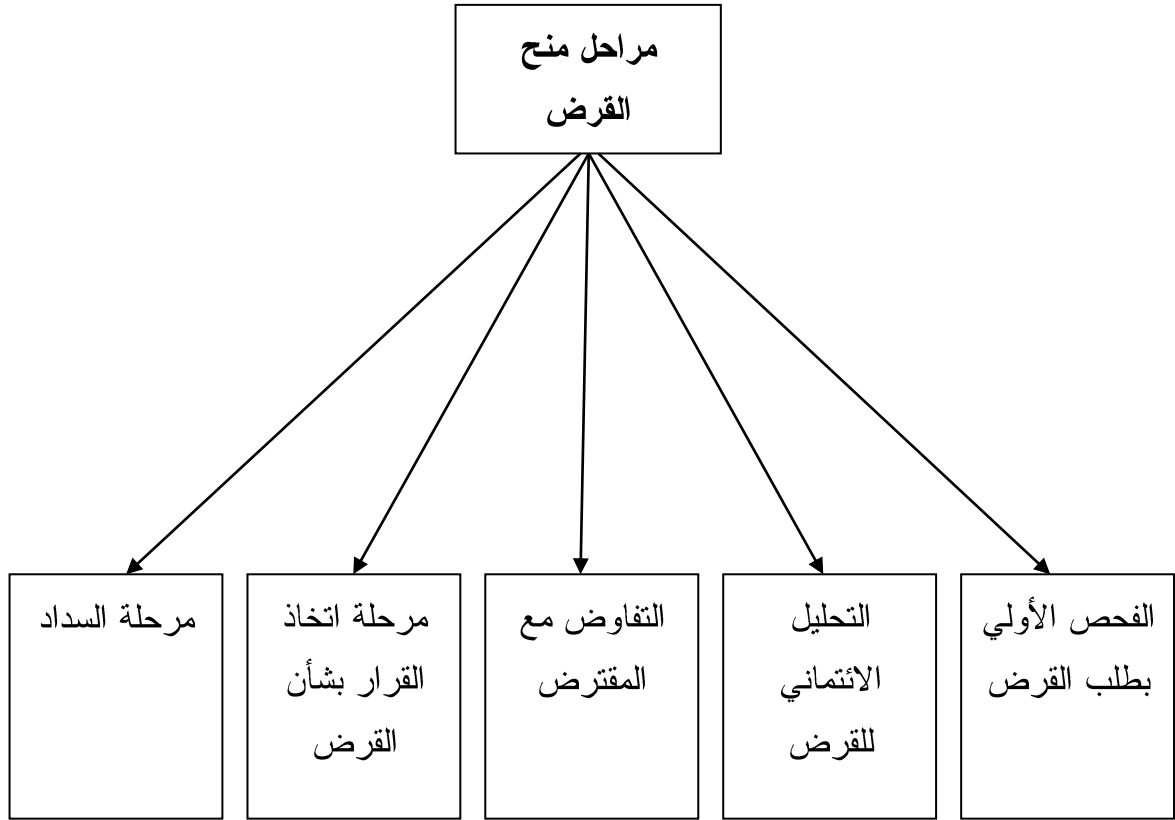 مراحل منح
القرض
الفحص الأولي
بطلب القرض
التحليل
الائتماني
للقرض
التفاوض مع
المقترض
مرحلة اتخاذ
القرار بشأن
القرض
مرحلة السداد